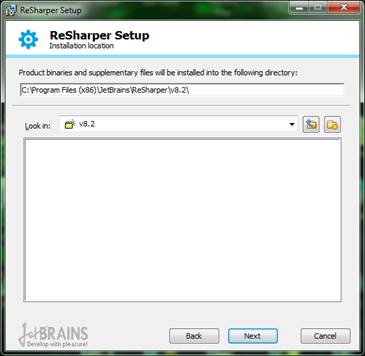 ReSharper Setup
ReSharper Setup
Installation location
Product binaries and supplementary files will be installed into the following directory:
C:\Program Files (x86)\JetBrains\ReSharper\v8.2\
Look in:
v8.2
JetBRAINS
Develop with pleasure!
Back
Next
Cancel